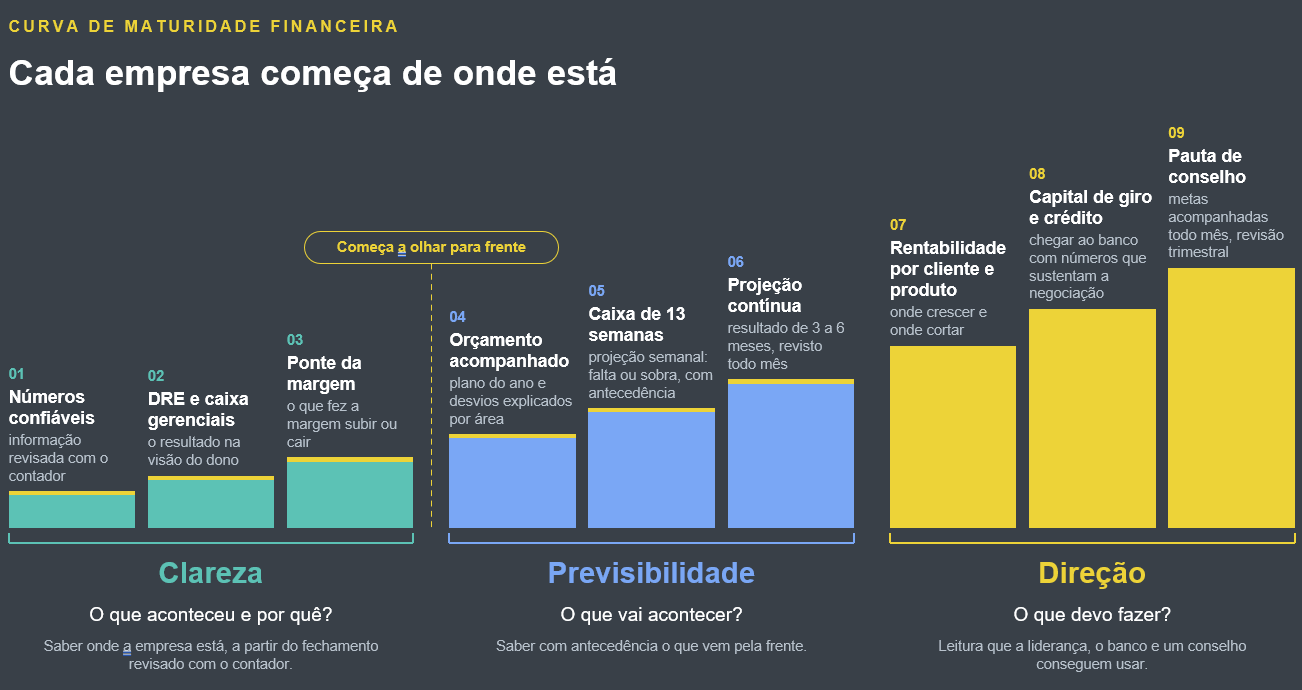 CURVA DE MATURIDADE FINANCEIRA
Cada empresa começa de onde está
Começa a olhar para frente
01
Números
confiáveis
informação
revisada com o
contador
02
DRE e caixa
gerenciais
o resultado na
visão do dono
03
Ponte da
margem
o que fez a
margem subir ou
cair
04
Orçamento
acompanhado
plano do ano e
desvios explicados
por área
05
Caixa de 13
semanas
projeção semanal:
falta ou sobra, com
antecedência
06
Projeção
contínua
resultado de 3 a 6
meses, revisto
todo mês
07
Rentabilidade
por cliente e
produto
onde crescer e
onde cortar
08
Capital de giro
e crédito
chegar ao banco
com números que
sustentam a
negociação
09
Pauta de
conselho
metas
acompanhadas
todo mês, revisão
trimestral
Clareza
O que aconteceu e por quê?
Saber onde a empresa está, a partir do fechamento
revisado com o contador.
Previsibilidade
O que vai acontecer?
Saber com antecedência o que vem pela frente.
Direção
O que devo fazer?
Leitura que a liderança, o banco e um conselho
conseguem usar.